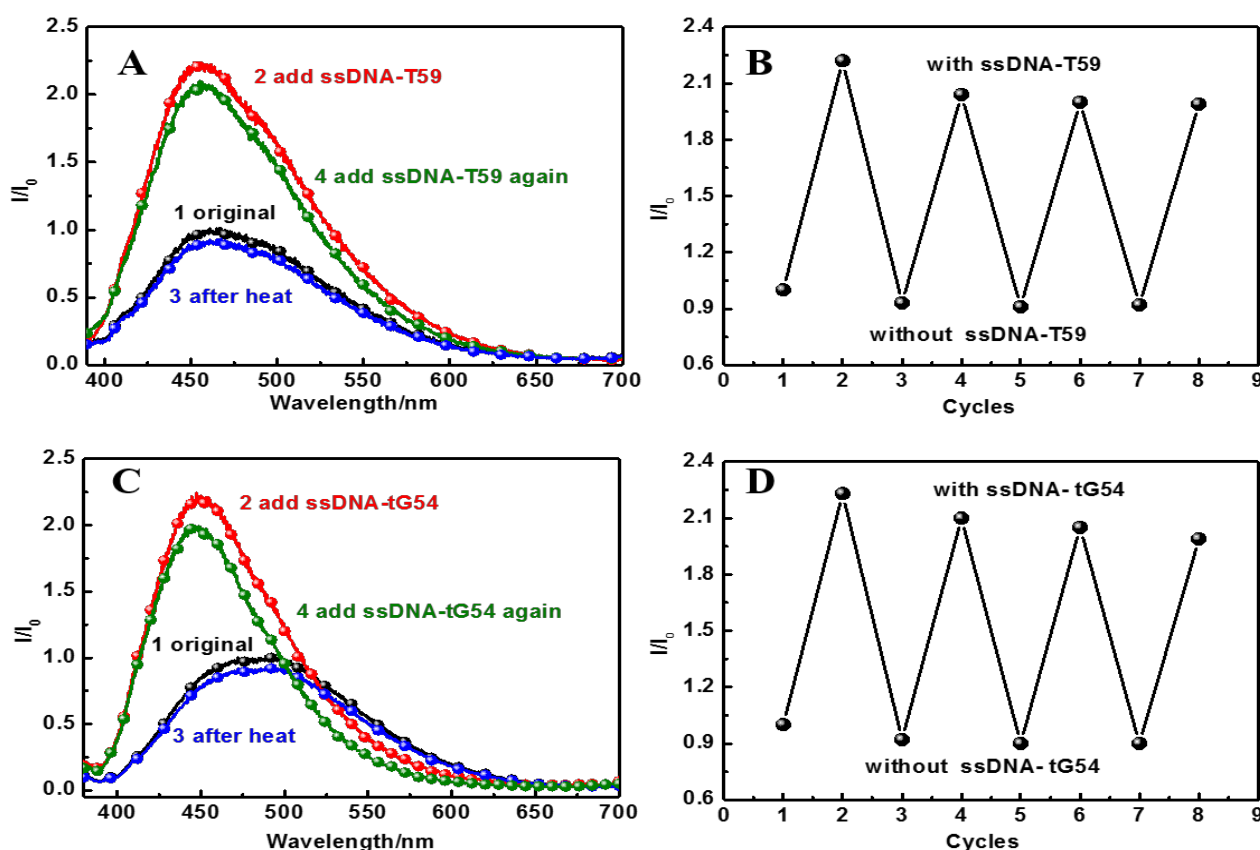 A
2 add ssDNA-T59
4 add ssDNA-T59 again
1 original
3 after heat
I/I0
2.5
2.0
1.5
1.0
0.5
0.0
400 450 500 550 600 650 700
Wavelength/nm
B
with ssDNA-T59
without ssDNA-T59
I/I0
2.4
2.1
1.8
1.5
1.2
0.9
0.6
0 1 2 3 4 5 6 7 8 9
Cycles
C
2 add ssDNA-tG54
4 add ssDNA-tG54 again
1 original
3 after heat
I/I0
2.5
2.0
1.5
1.0
0.5
0.0
400 450 500 550 600 650 700
Wavelength/nm
D
with ssDNA- tG54
without ssDNA- tG54
I/I0
2.4
2.1
1.8
1.5
1.2
0.9
0.6
0 1 2 3 4 5 6 7 8 9
Cycles